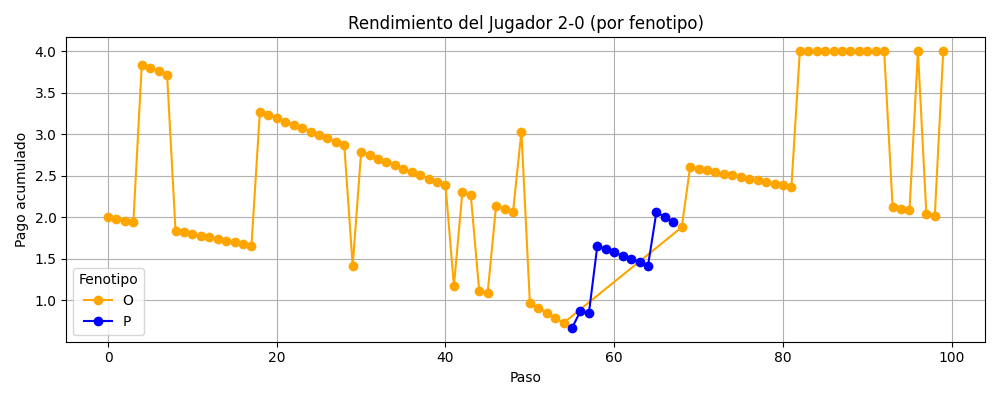 Rendimiento del Jugador 2-0 (por fenotipo)
Pago acumulado
4.0
3.5
3.0
2.5
2.0
1.5
1.0
Fenotipo
O
P
0 20 40 60 80 100
Paso